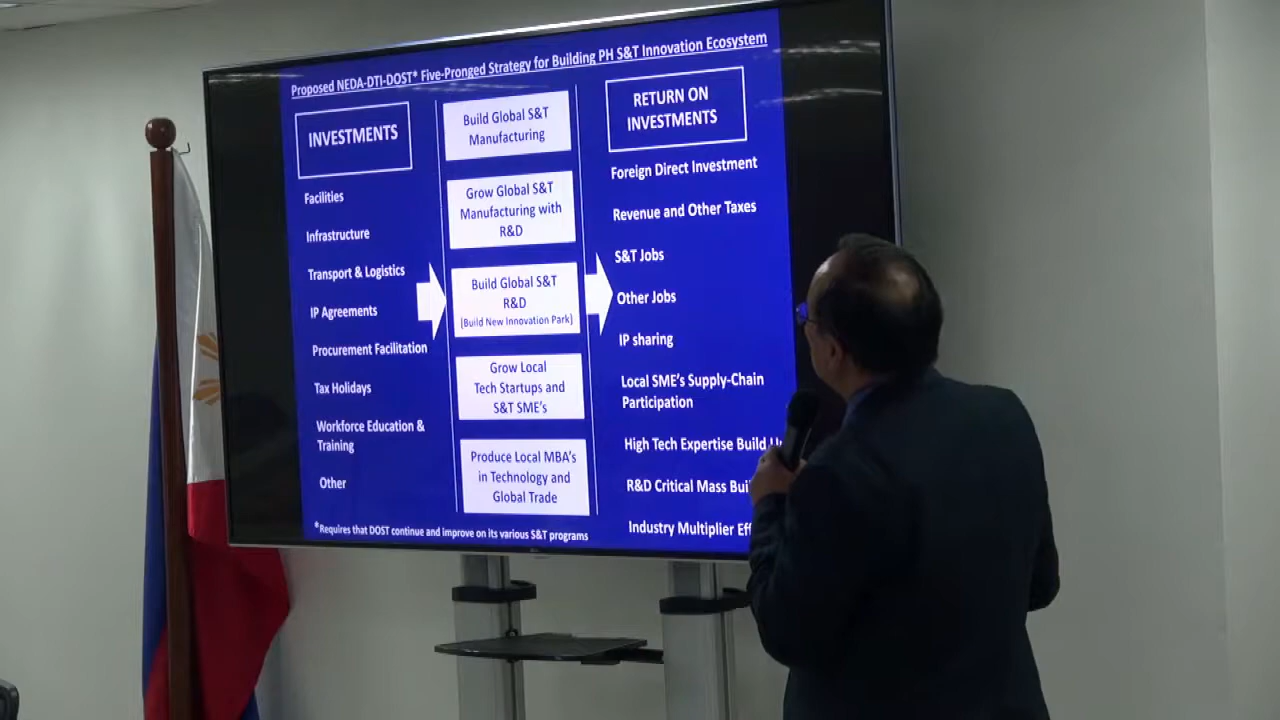 Proposed NEDA-DTI-DOST* Five-Pronged Strategy for Building PH S&T Innovation Ecosystem
INVESTMENTS
Facilities
Infrastructure
Transport & Logistics
IP Agreements
Procurement Facilitation
Tax Holidays
Workforce Education &
Training
Other
Build Global S&T
Manufacturing
Grow Global S&T
Manufacturing with
R&D
Build Global S&T
R&D
(Build New Innovation Park)
Grow Local
Tech Startups and
S&T SME's
Produce Local MBA's
in Technology and
Global Trade
RETURN ON
INVESTMENTS
Foreign Direct Investment
Revenue and Other Taxes
S&T Jobs
Other Jobs
IP sharing
Local SME's Supply-Chain
Participation
High Tech Expertise Build
R&D Critical Mass
Industry Multiplier
*Requires that DOST continue and improve on its various S&T programs